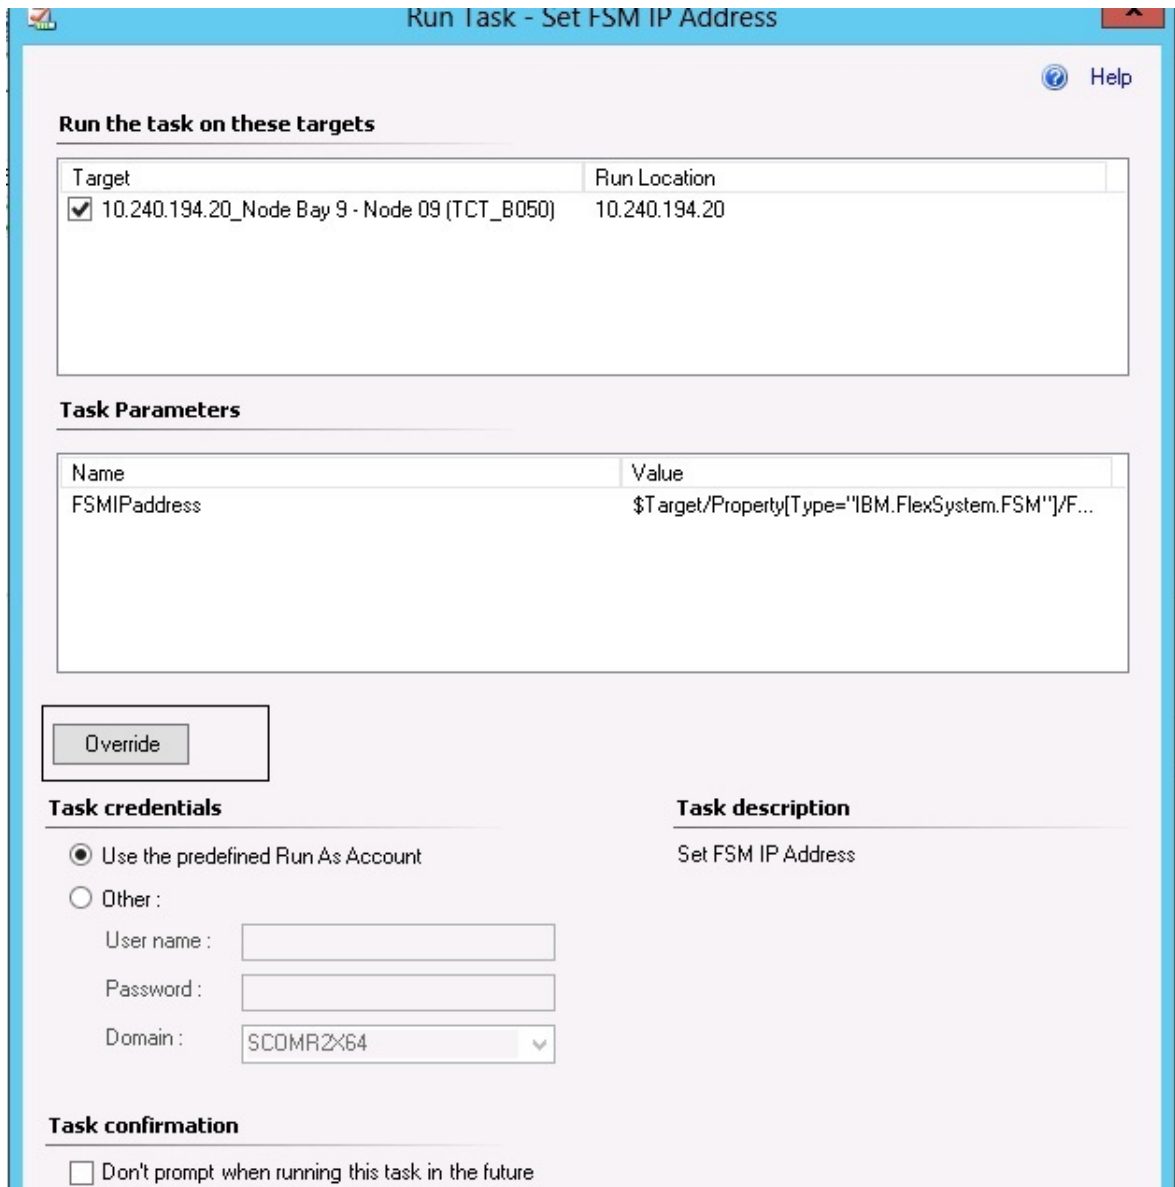 Run Task - Set FSM IP Address
Help
Run the task on these targets
Target Run Location
10.240.194.20_Node Bay 9 - Node 09 (TCT_B050) 10.240.194.20
Task Parameters
Name Value
FSMIPaddress $Target/Property[Type="IBM.FlexSystem.FSM"]/F...
Override
Task credentials Task description
Use the predefined Run As Account Set FSM IP Address
Other :
User name :
Password :
Domain : SCOMR2X64
Task confirmation
Don't prompt when running this task in the future